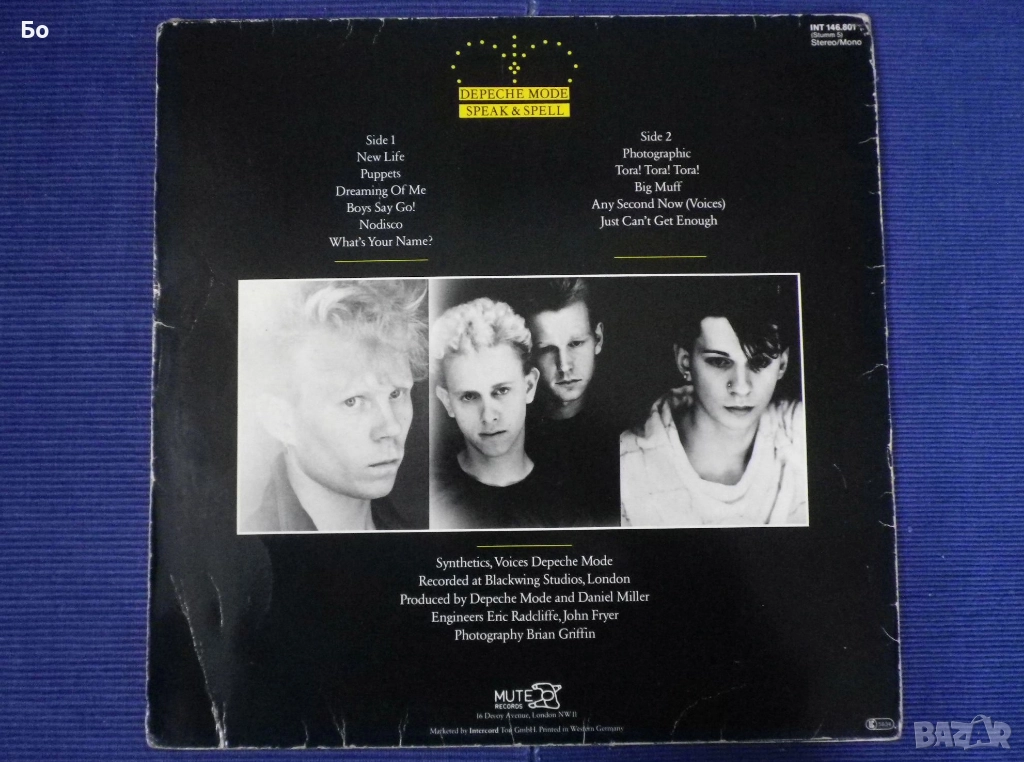 Бо
INT 146.801
(Stumm 5)
Stereo/Mono
DEPECHE MODE
SPEAK & SPELL
Side 1
New Life
Puppets
Dreaming Of Me
Boys Say Go!
Nodisco
What's Your Name?
Side 2
Photographic
Tora! Tora! Tora!
Big Muff
Any Second Now (Voices)
Just Can't Get Enough
Synthetics, Voices Depeche Mode
Recorded at Blackwing Studios, London
Produced by Depeche Mode and Daniel Miller
Engineers Eric Radcliffe, John Fryer
Photography Brian Griffin
MUTE
RECORDS
16 Decoy Avenue, London NW11
Marketed by Intercord Ton GmbH. Printed in Western Germany
BAZAR